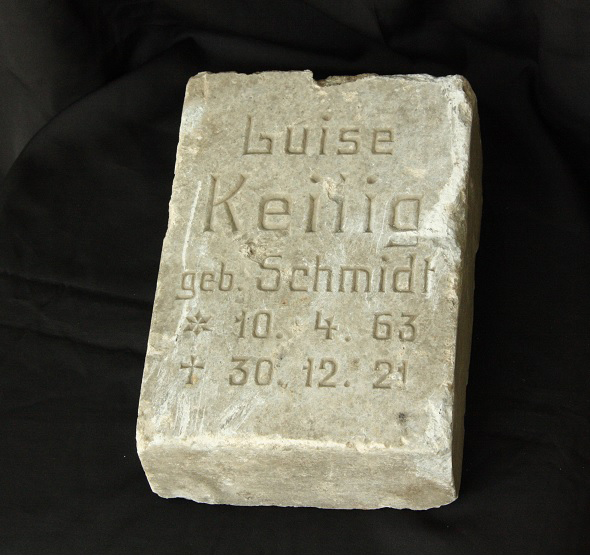 Luise
geb. Schmidt
* 10. 4. 63
† 30. 12. 21